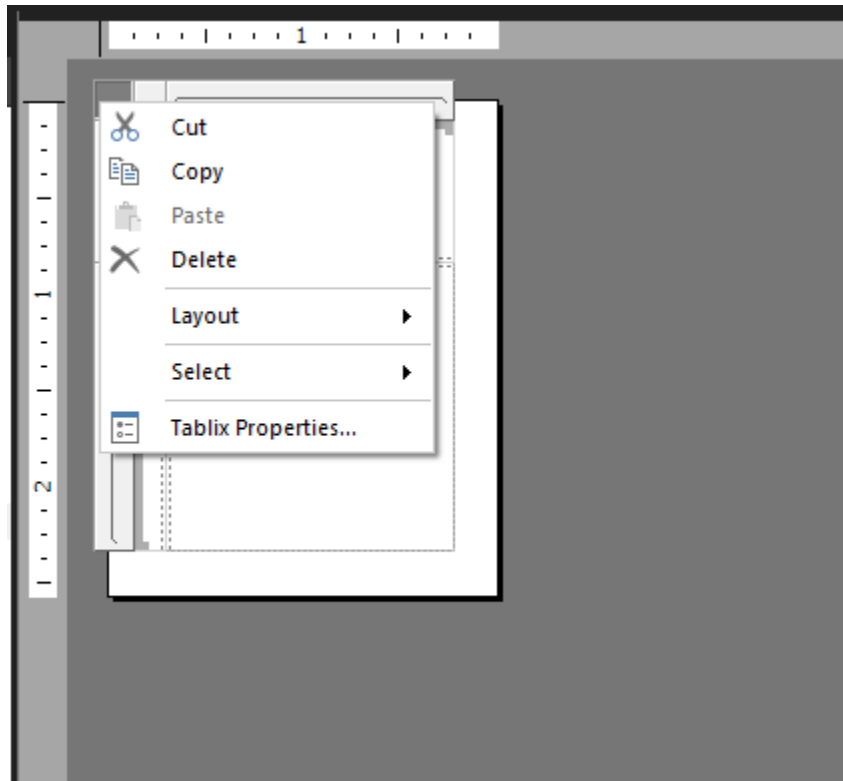 1
Cut
Copy
Paste
Delete
1
Layout
Select
Tablix Properties...
2